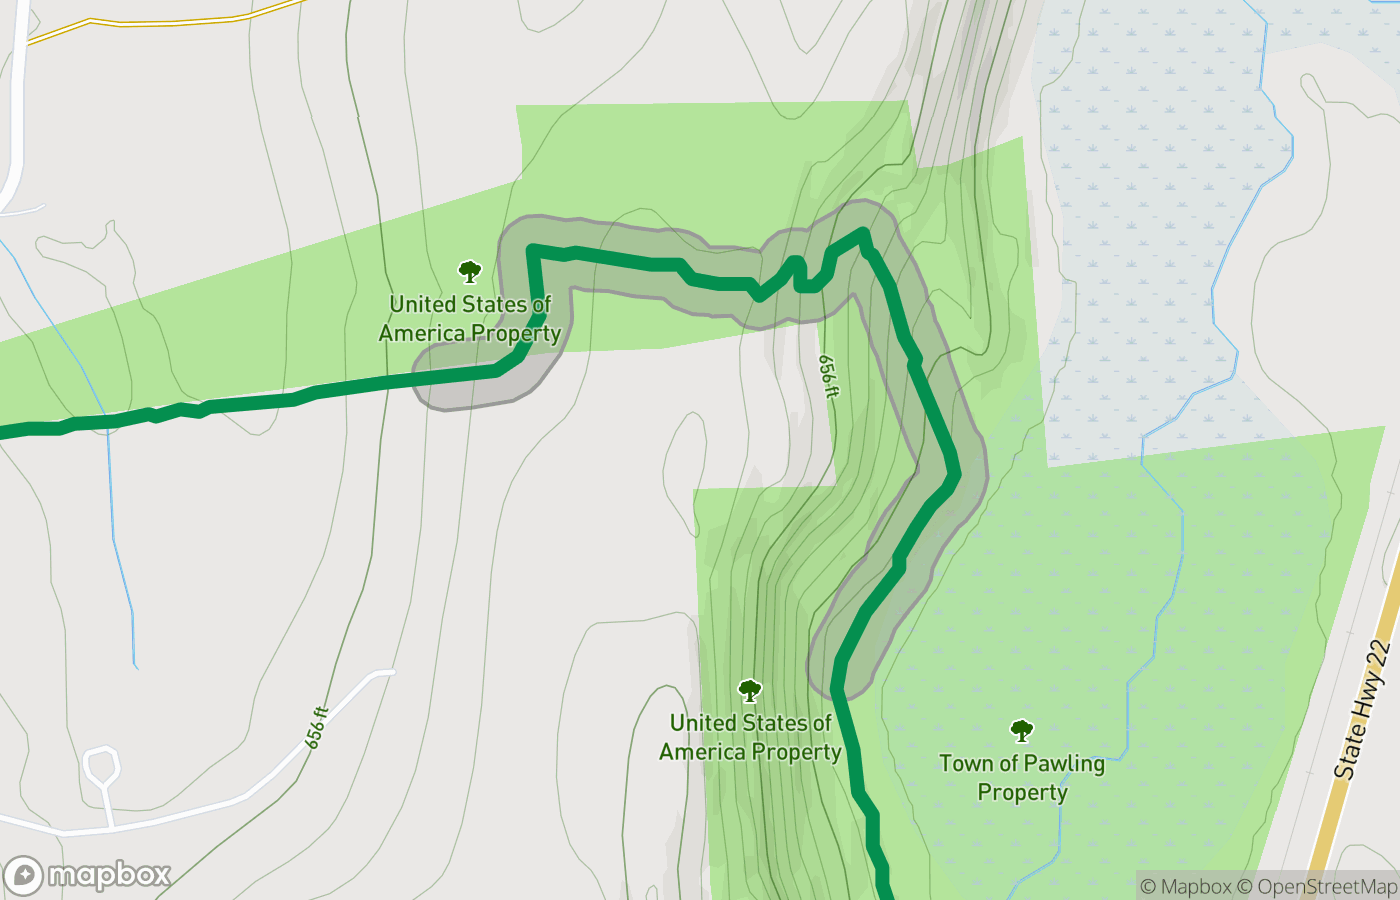 United States of
America Property
656 ft
656 ft
United States of
America Property
Town of Pawling
Property
State Hwy 22
mapbox
© Mapbox © OpenStreetMap